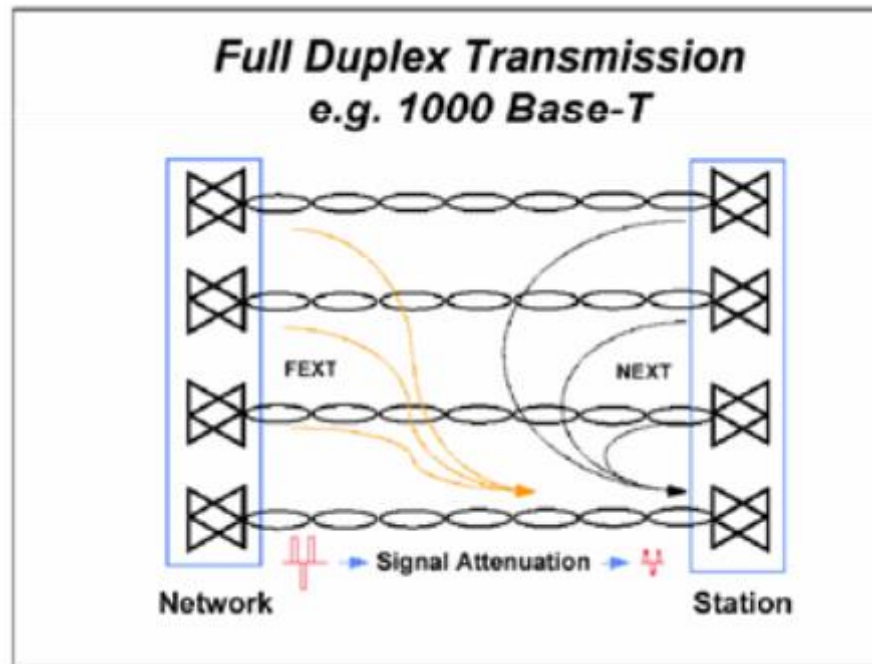 Full Duplex Transmission
e.g. 1000 Base-T
FEXT
NEXT
Signal Attenuation
Network
Station